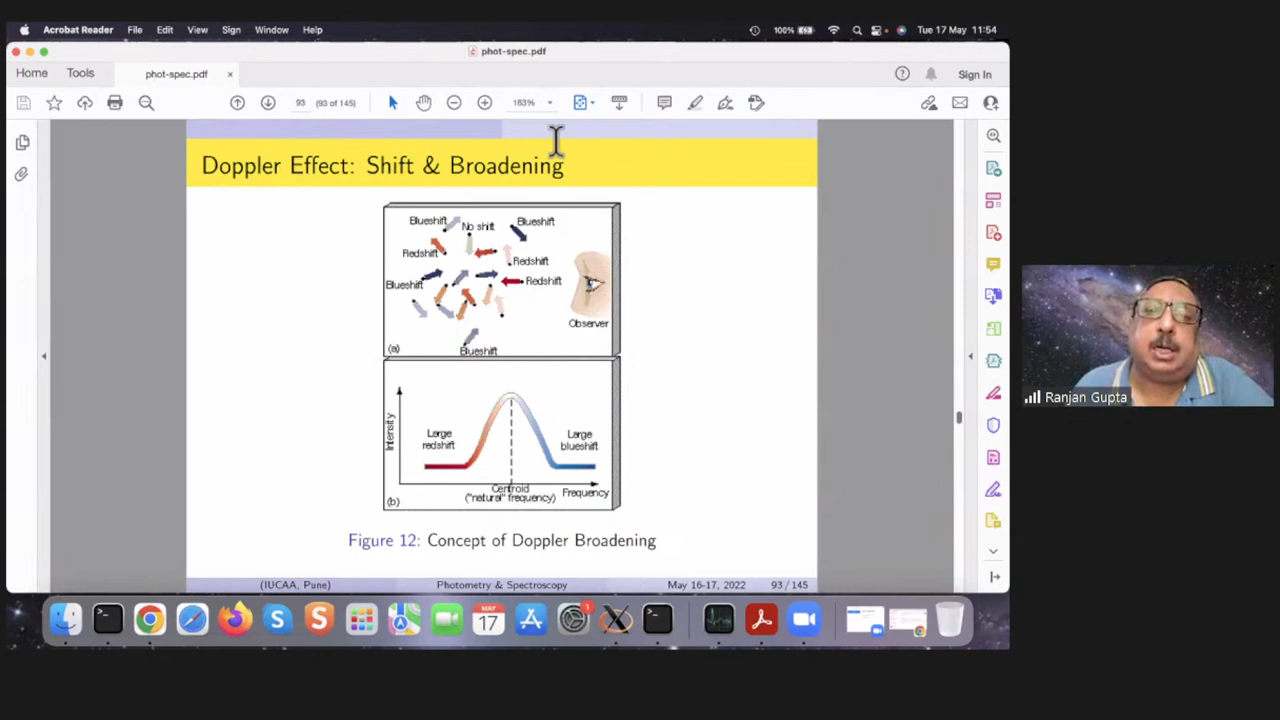 Acrobat Reader File Edit View Sign Window Help 100% Tue 17 May 11:54
phot-spec.pdf
Home Tools phot-spec.pdf × Sign In
93 (93 of 145) 183%
Doppler Effect: Shift & Broadening
Blueshift No shift Blueshift
Redshift Redshift
Blueshift Redshift
Observer
(a) Blueshift
Intensity
Large redshift
Large blueshift
Centroid
("natural" frequency) Frequency
(b)
Figure 12: Concept of Doppler Broadening
(IUCAA, Pune) Photometry & Spectroscopy May 16-17, 2022 93 / 145
Ranjan Gupta
MAY
17
1